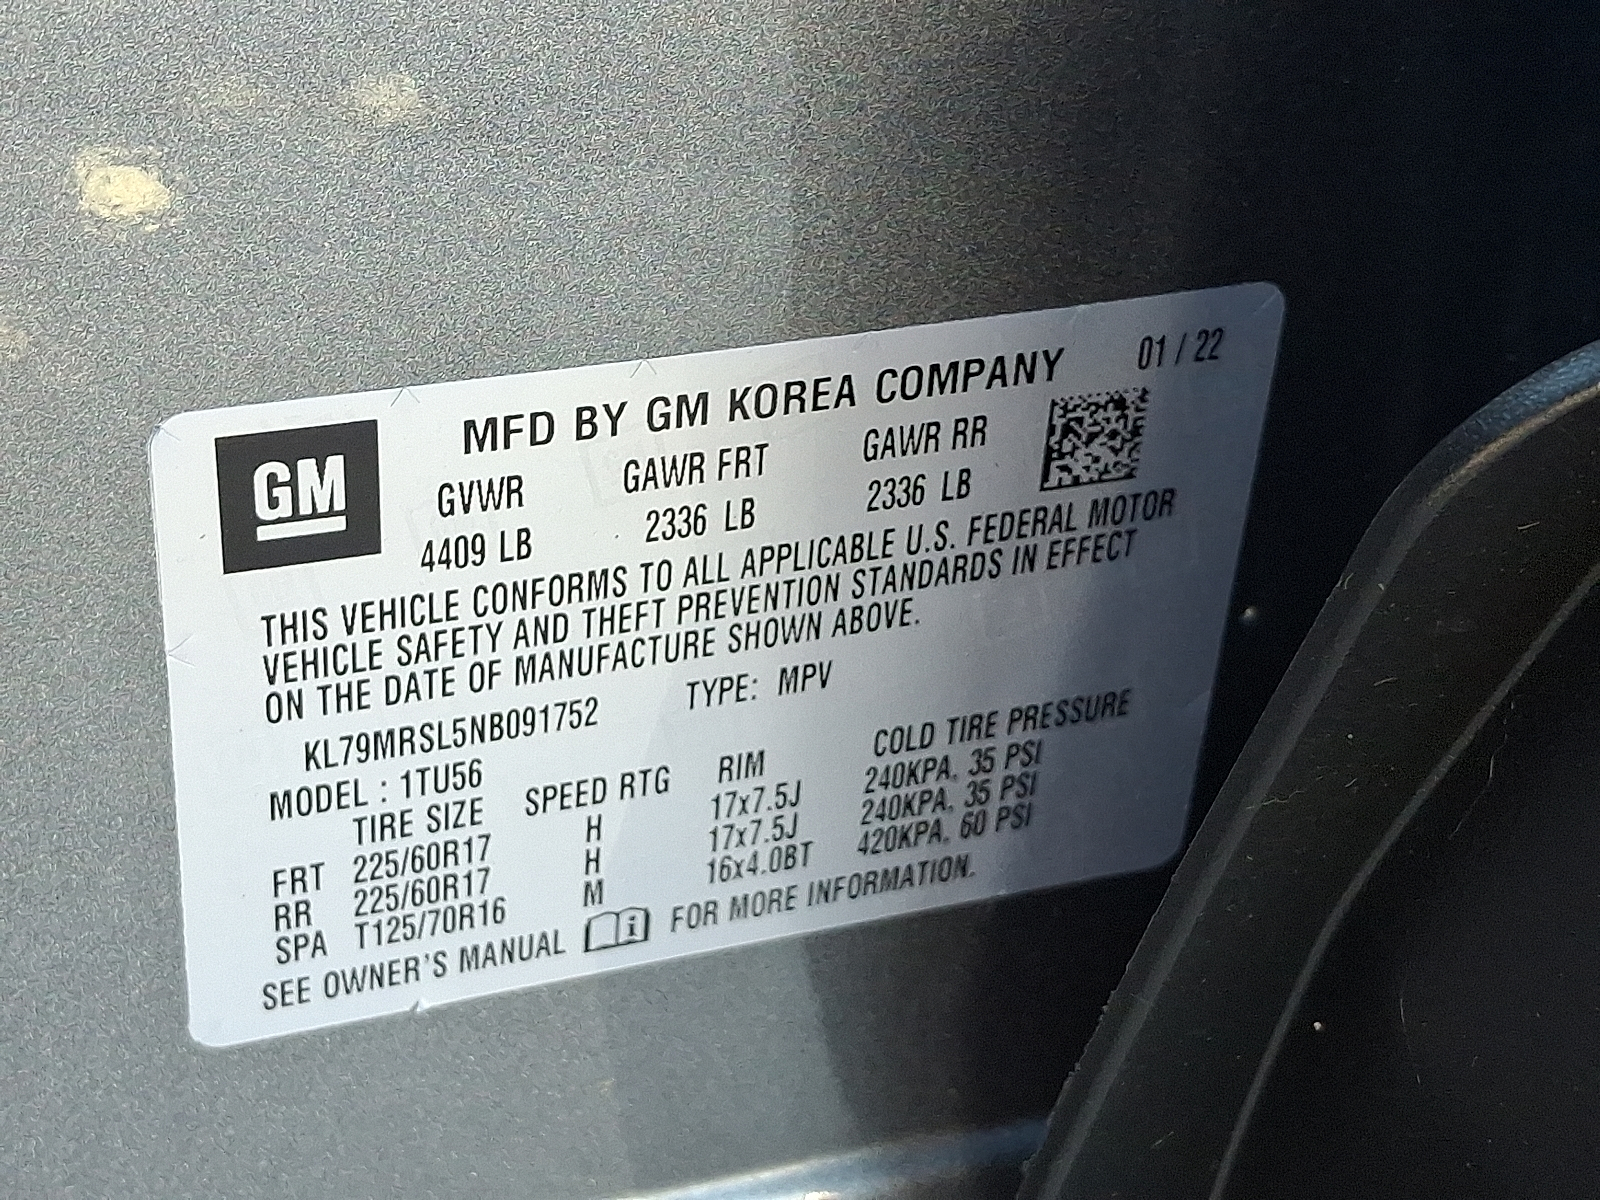 GM
MFD BY GM KOREA COMPANY 01 / 22
GVWR GAWR FRT GAWR RR
4409 LB 2336 LB 2336 LB
THIS VEHICLE CONFORMS TO ALL APPLICABLE U.S. FEDERAL MOTOR
VEHICLE SAFETY AND THEFT PREVENTION STANDARDS IN EFFECT
ON THE DATE OF MANUFACTURE SHOWN ABOVE.
KL79MRSL5NB091752 TYPE: MPV
MODEL : 1TU56
TIRE SIZE SPEED RTG RIM COLD TIRE PRESSURE
FRT 225/60R17 H 17x7.5J 240KPA, 35 PSI
RR 225/60R17 H 17x7.5J 240KPA, 35 PSI
SPA T125/70R16 M 16x4.0BT 420KPA, 60 PSI
SEE OWNER'S MANUAL FOR MORE INFORMATION.